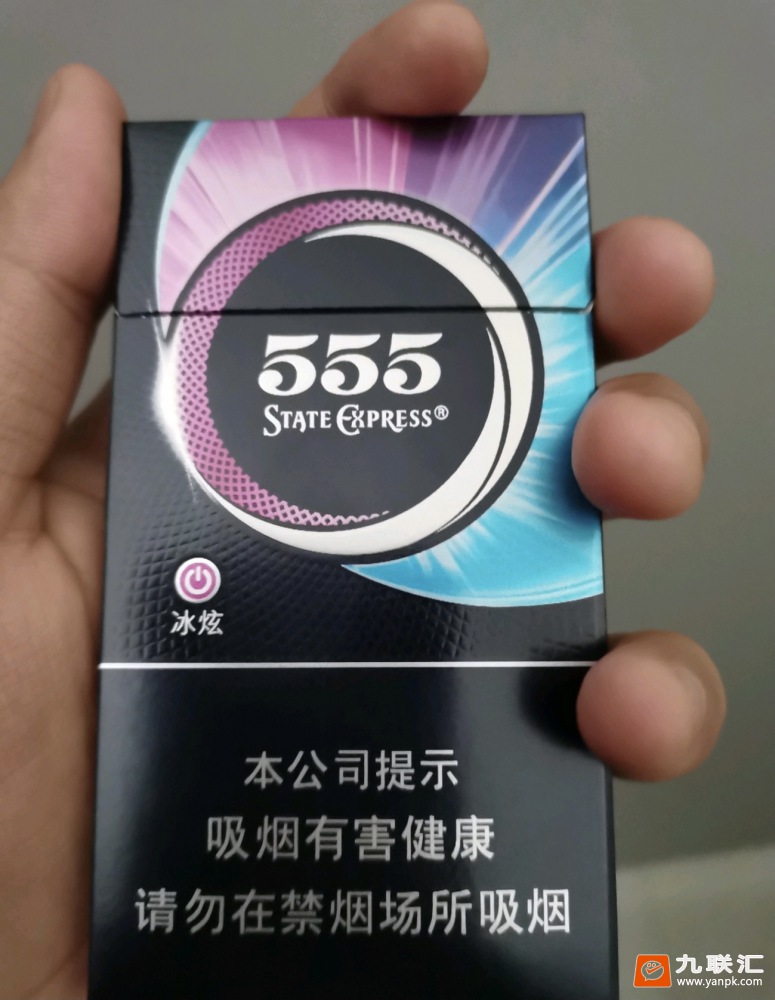 555
STATE EXPRESS®
冰炫
本公司提示
吸烟有害健康
请勿在禁烟场所吸烟
九联汇
www.yanpk.com